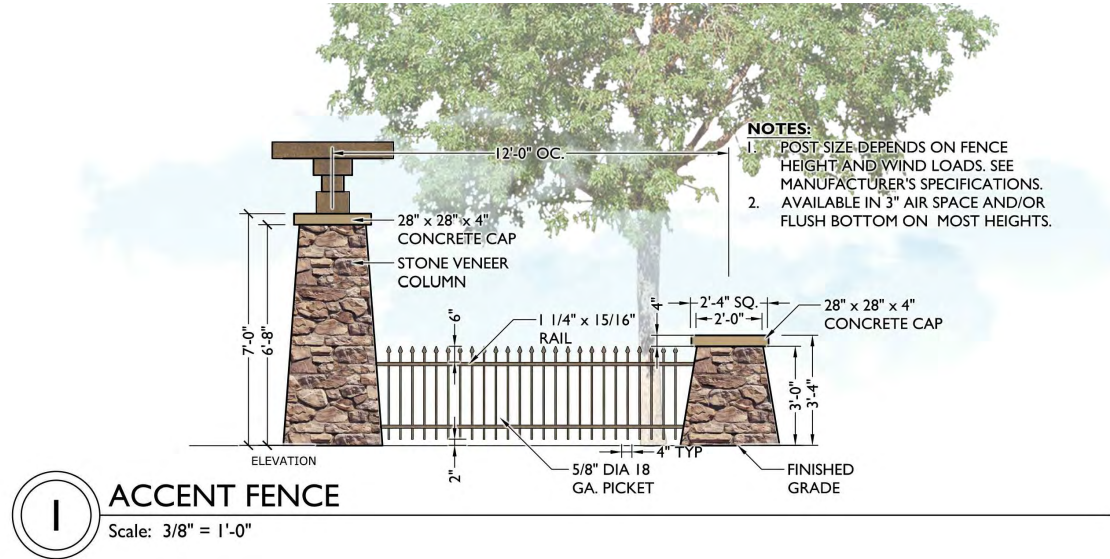 NOTES:
1. POST SIZE DEPENDS ON FENCE
HEIGHT AND WIND LOADS. SEE
MANUFACTURER'S SPECIFICATIONS.
2. AVAILABLE IN 3" AIR SPACE AND/OR
FLUSH BOTTOM ON MOST HEIGHTS.
12'-0" OC.
28" x 28" x 4"
CONCRETE CAP
STONE VENEER
COLUMN
7'-0"
6'-8"
6"
1 1/4" x 15/16"
RAIL
4"
2'-4" SQ.
2'-0"
28" x 28" x 4"
CONCRETE CAP
3'-0"
3'-4"
ELEVATION
2"
4" TYP
5/8" DIA 18
GA. PICKET
FINISHED
GRADE
1
ACCENT FENCE
Scale: 3/8" = 1'-0"